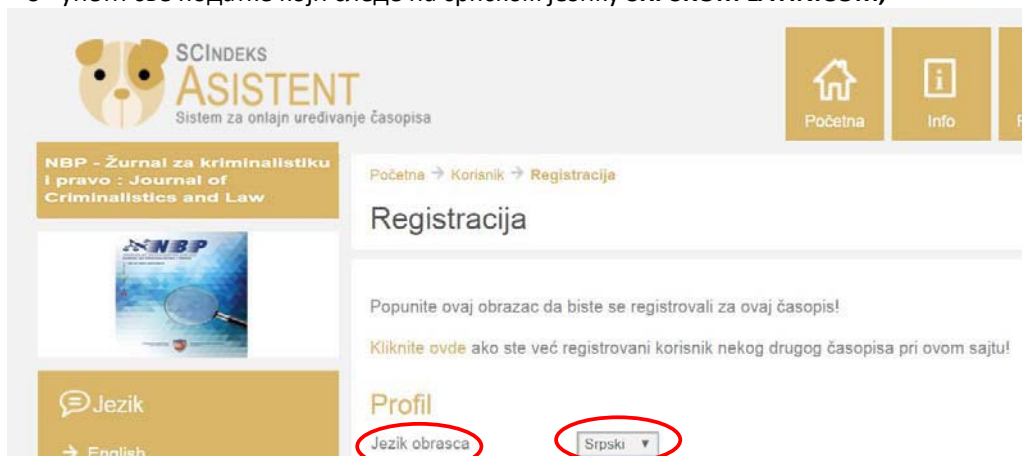 SCINDEKS
ASISTENT
Sistem za onlajn uređivanje časopisa
Početna
Info
NBP - Žurnal za kriminalistiku
i pravo : Journal of
Criminalistics and Law
Početna → Korisnik → Registracija
Registracija
NBP
Popunite ovaj obrazac da biste se registrovali za ovaj časopis!
Kliknite ovde ako ste već registrovani korisnik nekog drugog časopisa pri ovom sajtu!
Jezik
→ English
Profil
Jezik obrasca
Srpski